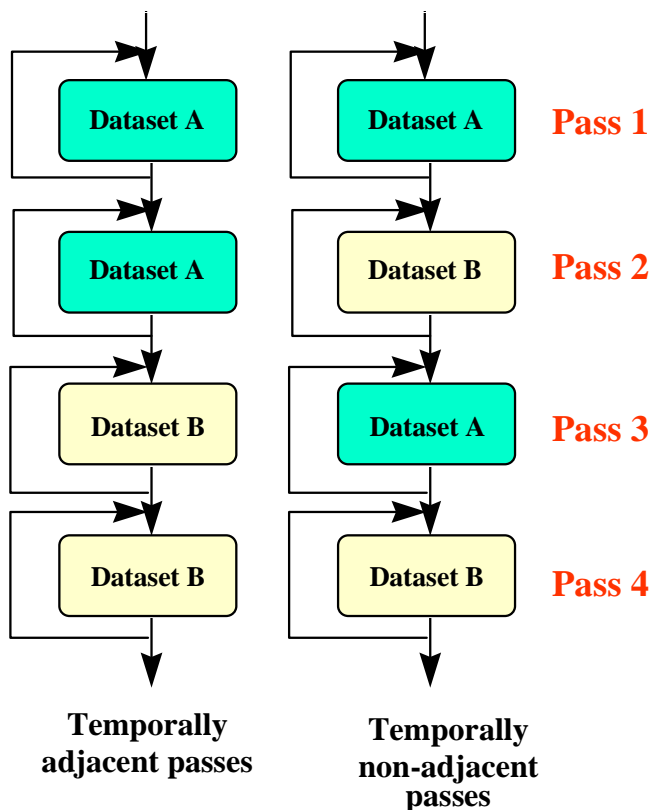 Dataset A
Dataset A
Pass 1
Dataset A
Dataset B
Pass 2
Dataset B
Dataset A
Pass 3
Dataset B
Dataset B
Pass 4
Temporally
adjacent passes
Temporally
non-adjacent
passes